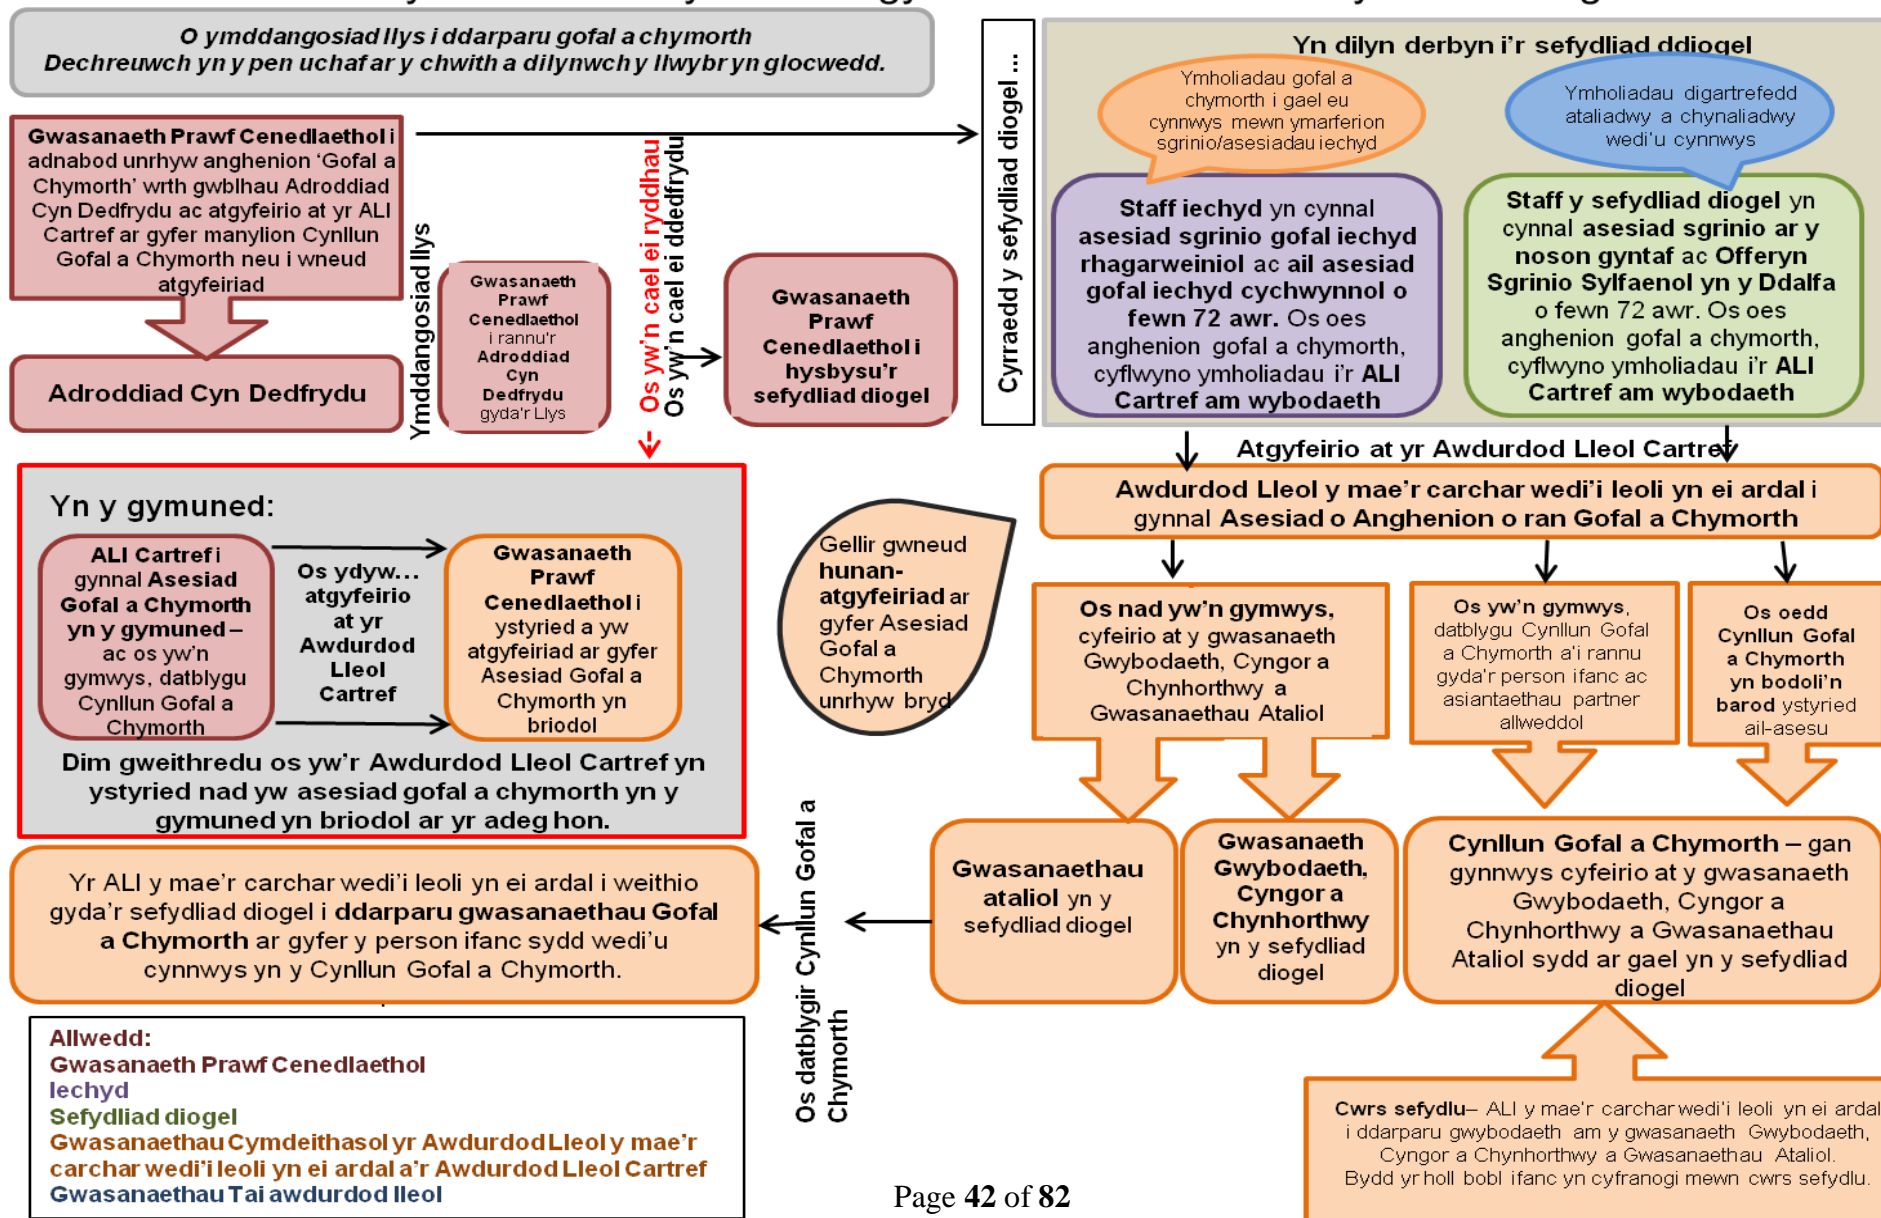 O ymddangosiad llys i ddarparu gofal a chymorth
Dechreuwch yn y pen uchaf ar y chwith a dilynwch y llwybr yn glocwedd.
Gwasanaeth Prawf Cenedlaethol i
adnabod unrhyw anghenion ‘Gofal a
Chymorth’ wrth gwblhau Adroddiad
Cyn Dedfrydu ac atgyfeirio at yr ALI
Cartref ar gyfer manylion Cynllun
Gofal a Chymorth neu i wneud
atgyfeiriad
Adroddiad Cyn Dedfrydu
Ymddangosiad llys
Gwasanaeth
Prawf
Cenedlaethol
i rannu'r
Adroddiad
Cyn
Dedfrydu
gyda'r Llys
Os yw’n cael ei ryddhau
Os yw’n cael ei ddedfrydu
Gwasanaeth
Prawf
Cenedlaethol i
hysbysu’r
sefydliad diogel
Cyrraedd y sefydliad diogel ...
Yn dilyn derbyn i’r sefydliad ddiogel
Ymholiadau gofal a
chymorth i gael eu
cynnwys mewn ymarferion
sgrinio/asesiadau iechyd
Ymholiadau digartrefedd
ataliadwy a chynaliadwy
wedi’u cynnwys
Staff iechyd yn cynnal
asesiad sgrinio gofal iechyd
rhagarweiniol ac ail asesiad
gofal iechyd cychwynnol o
fewn 72 awr. Os oes
anghenion gofal a chymorth,
cyflwyno ymholiadau i’r ALI
Cartref am wybodaeth
Staff y sefydliad diogel yn
cynnal asesiad sgrinio ar y
noson gyntaf ac Offeryn
Sgrinio Sylfaenol yn y Ddalfa
o fewn 72 awr. Os oes
anghenion gofal a chymorth,
cyflwyno ymholiadau i’r ALI
Cartref am wybodaeth
Atgyfeirio at yr Awdurdod Lleol Cartref
Awdurdod Lleol y mae’r carchar wedi’i leoli yn ei ardal i
gynnal Asesiad o Anghenion o ran Gofal a Chymorth
Gellir gwneud
hunan-
atgyfeiriad ar
gyfer Asesiad
Gofal a
Chymorth
unrhyw bryd
Os nad yw’n gymwys,
cyfeirio at y gwasanaeth
Gwybodaeth, Cyngor a
Chynhorthwy a
Gwasanaethau Ataliol
Os yw’n gymwys,
datblygu Cynllun Gofal
a Chymorth a’i rannu
gyda’r person ifanc ac
asiantaethau partner
allweddol
Os oedd
Cynllun Gofal
a Chymorth
yn bodoli’n
barod ystyried
ail-asesu
Yn y gymuned:
ALI Cartref i
gynnal Asesiad
Gofal a Chymorth
yn y gymuned –
ac os yw’n
gymwys, datblygu
Cynllun Gofal a
Chymorth
Os ydyw...
atgyfeirio
at yr
Awdurdod
Lleol
Cartref
Gwasanaeth
Prawf
Cenedlaethol i
ystyried a yw
atgyfeiriad ar gyfer
Asesiad Gofal a
Chymorth yn
briodol
Dim gweithredu os yw’r Awdurdod Lleol Cartref yn
ystyried nad yw asesiad gofal a chymorth yn y
gymuned yn briodol ar yr adeg hon.
Gwasanaethau
ataliol yn y
sefydliad diogel
Gwasanaeth
Gwybodaeth,
Cyngor a
Chynhorthwy
yn y sefydliad
diogel
Cynllun Gofal a Chymorth – gan
gynnwys cyfeirio at y gwasanaeth
Gwybodaeth, Cyngor a
Chynhorthwy a Gwasanaethau
Ataliol sydd ar gael yn y sefydliad
diogel
Os datblygir Cynllun Gofal a
Chymorth
Yr ALI y mae’r carchar wedi’i leoli yn ei ardal i weithio
gyda’r sefydliad diogel i ddarparu gwasanaethau Gofal
a Chymorth ar gyfer y person ifanc sydd wedi’u
cynnwys yn y Cynllun Gofal a Chymorth.
Cwrs sefydlu– ALI y mae’r carchar wedi’i leoli yn ei ardal
i ddarparu gwybodaeth am y gwasanaeth Gwybodaeth,
Cyngor a Chynhorthwy a Gwasanaethau Ataliol.
Bydd yr holl bobl ifanc yn cyfranogi mewn cwrs sefydlu.
Allwedd:
Gwasanaeth Prawf Cenedlaethol
Iechyd
Sefydliad diogel
Gwasanaethau Cymdeithasol yr Awdurdod Lleol y mae’r
carchar wedi’i leoli yn ei ardal a’r Awdurdod Lleol Cartref
Gwasanaethau Tai awdurdod lleol
Page 42 of 82